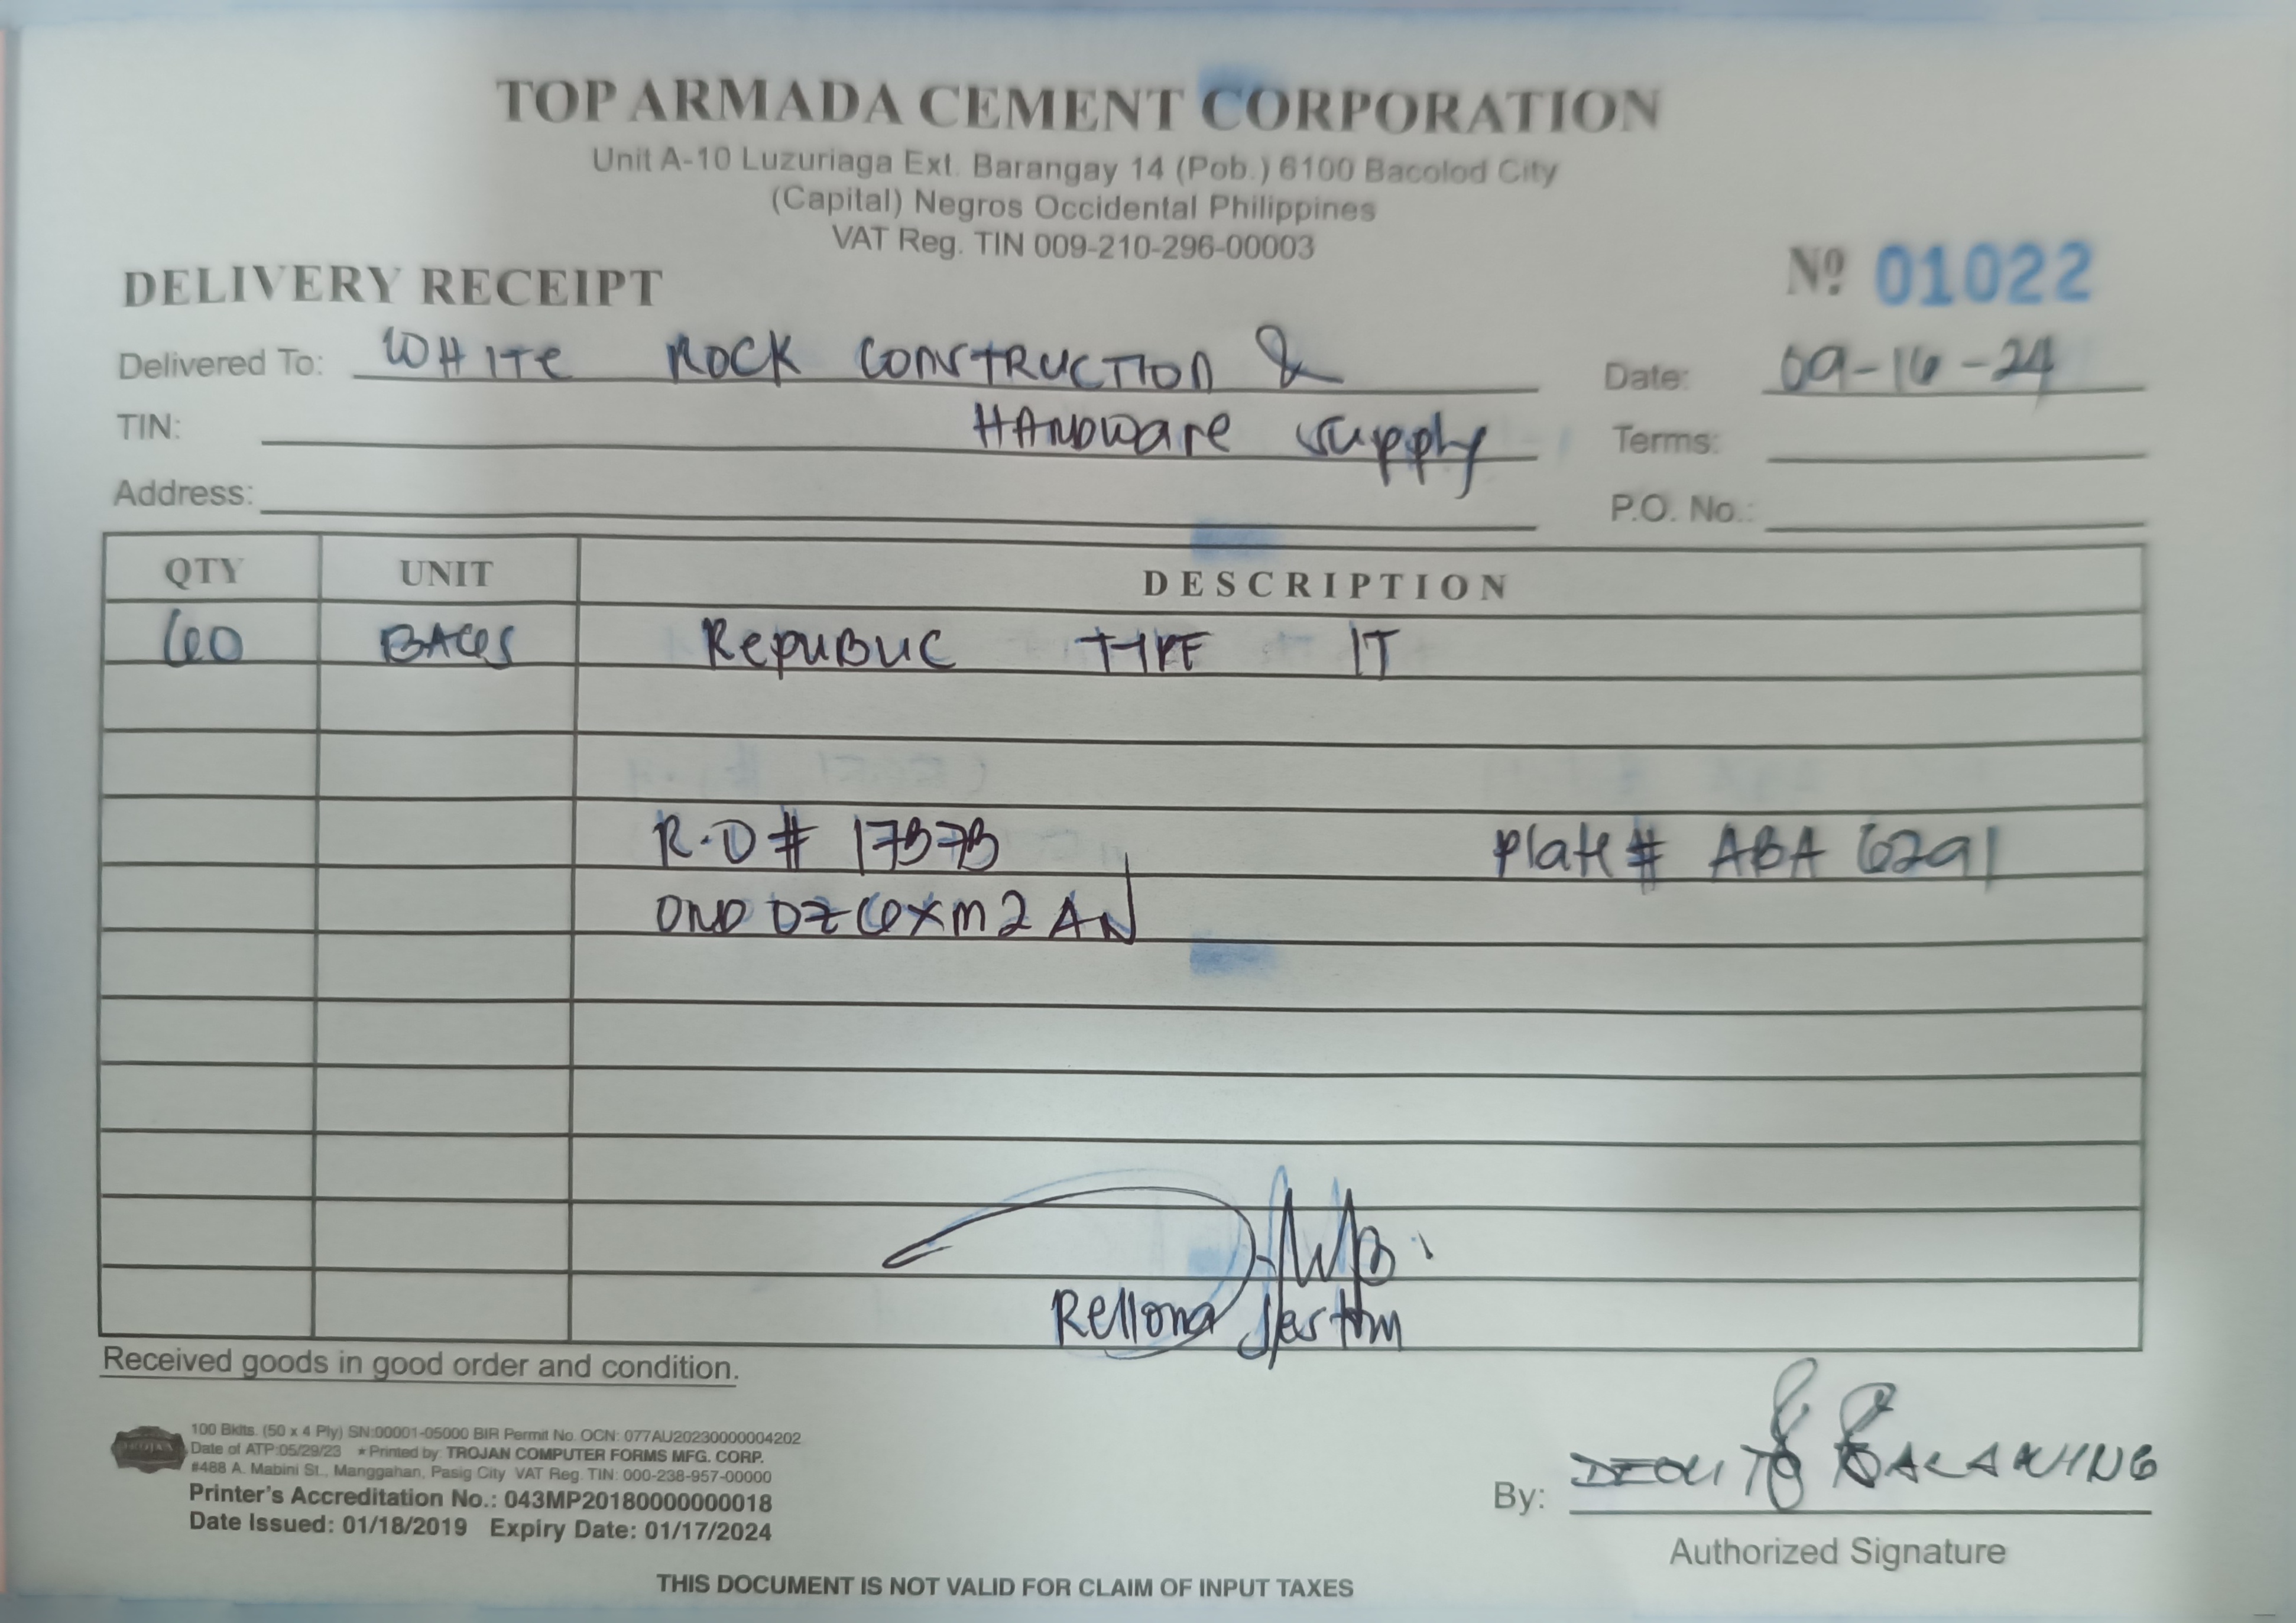 TOP ARMADA CEMENT CORPORATION
Unit A-10 Luzuriaga Ext. Barangay 14 (Pob.) 6100 Bacolod City
(Capital) Negros Occidental Philippines
VAT Reg. TIN 009-210-296-00003
DELIVERY RECEIPT Nº 01022
Delivered To: WHITE ROCK CONSTRUCTION & Date: 09-16-24
TIN: HARDWARE SUPPLY Terms:
Address: P.O. No.:
QTY UNIT DESCRIPTION
60 BAGS REPUBLIC TYPE 1T
R.O # 17373 Plate # ABA 6291
AN
Rellona
Received goods in good order and condition.
TROJAN
100 Bklts. (50 x 4 Ply) SN:00001-05000 BIR Permit No. OCN: 077AU20230000004202
Date of ATP:05/29/23 ★Printed by: TROJAN COMPUTER FORMS MFG. CORP.
#488 A. Mabini St., Manggahan, Pasig City VAT Reg. TIN: 000-238-957-00000
Printer's Accreditation No.: 043MP20180000000018
Date Issued: 01/18/2019 Expiry Date: 01/17/2024
By:
Authorized Signature
THIS DOCUMENT IS NOT VALID FOR CLAIM OF INPUT TAXES